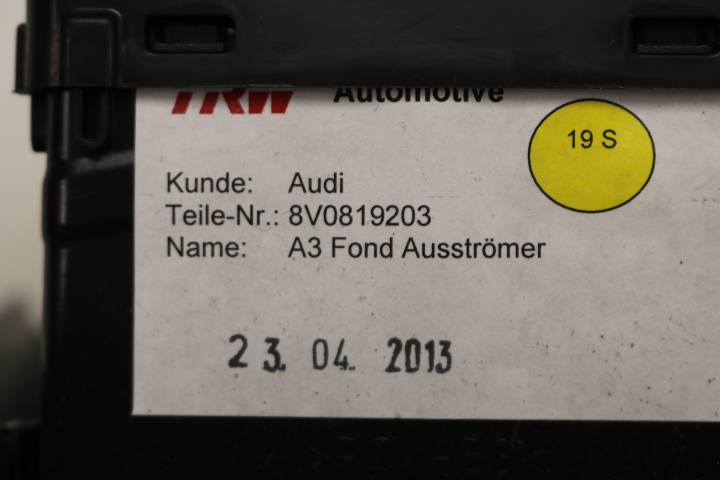 TRW Automotive
19 S
Kunde: Audi
Teile-Nr.: 8V0819203
Name: A3 Fond Ausströmer
23. 04. 2013